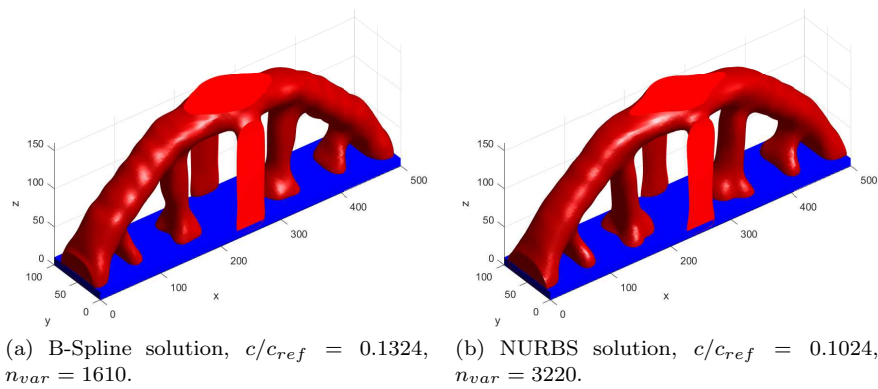 150
100
z
50
0
100
50
y
0
0
100
200
x
300
400
500
150
100
z
50
0
100
50
y
0
0
100
200
x
300
400
500
(a) B-Spline solution, c/c_ref = 0.1324,
n_var = 1610.
(b) NURBS solution, c/c_ref = 0.1024,
n_var = 3220.